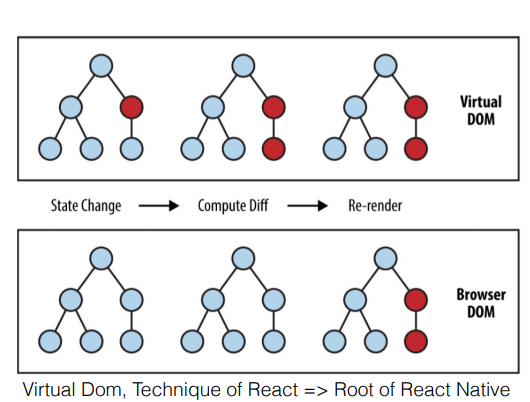 Virtual
DOM
State Change
Compute Diff
Re-render
Browser
DOM
Virtual Dom, Technique of React => Root of React Native